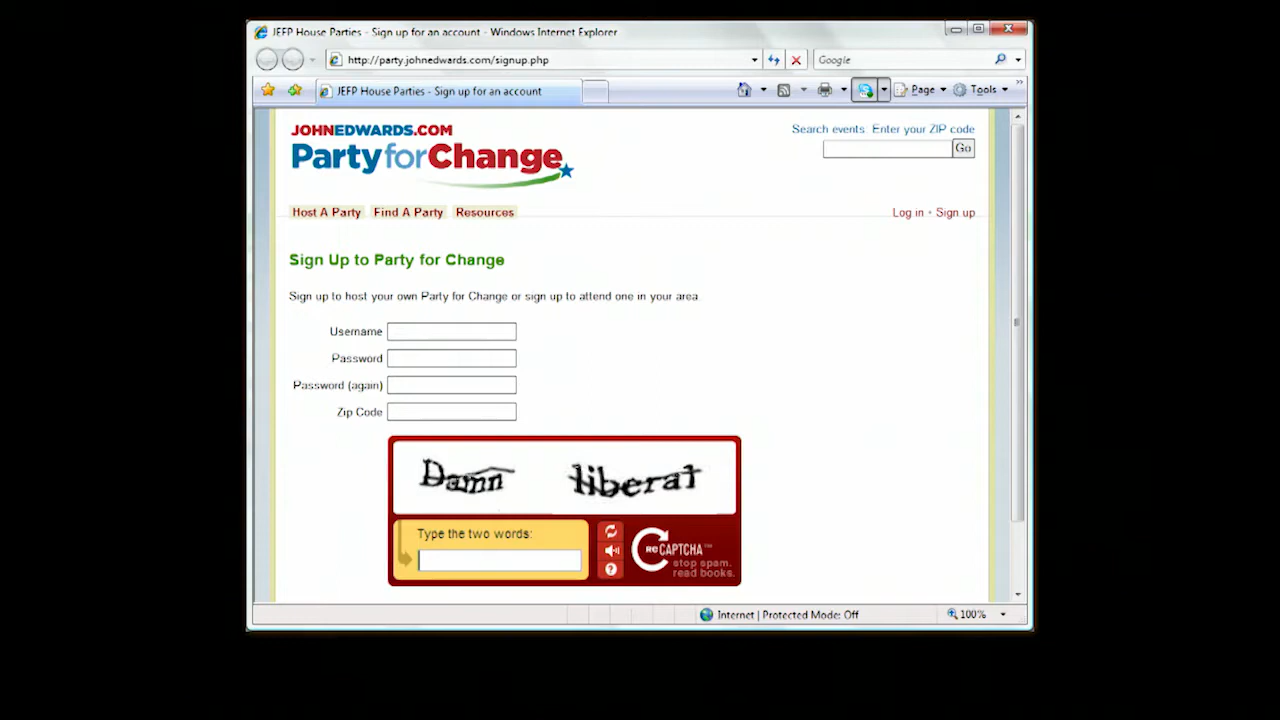 JEFP House Parties - Sign up for an account - Windows Internet Explorer
http://party.johnedwards.com/signup.php
Google
JEFP House Parties - Sign up for an account
Page
Tools
JOHNEDWARDS.COM
Search events Enter your ZIP code
PartyforChange
Go
Host A Party Find A Party Resources
Log in • Sign up
Sign Up to Party for Change
Sign up to host your own Party for Change or sign up to attend one in your area
Username
Password
Password (again)
Zip Code
Damn liberal
Type the two words:
reCAPTCHA™
stop spam.
read books.
Internet | Protected Mode: Off
100%